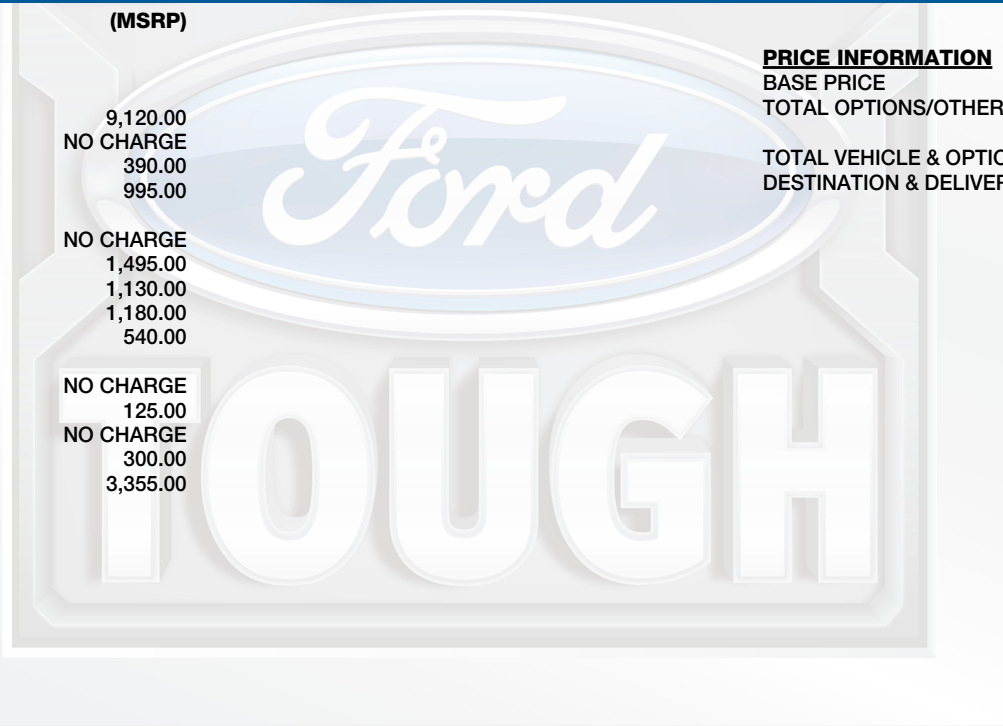 (MSRP)
9,120.00
NO CHARGE
390.00
995.00
NO CHARGE
1,495.00
1,130.00
1,180.00
540.00
NO CHARGE
125.00
NO CHARGE
300.00
3,355.00
PRICE INFORMATION
BASE PRICE
TOTAL OPTIONS/OTHER
TOTAL VEHICLE & OPTIO
DESTINATION & DELIVER
Ford
TOUGH